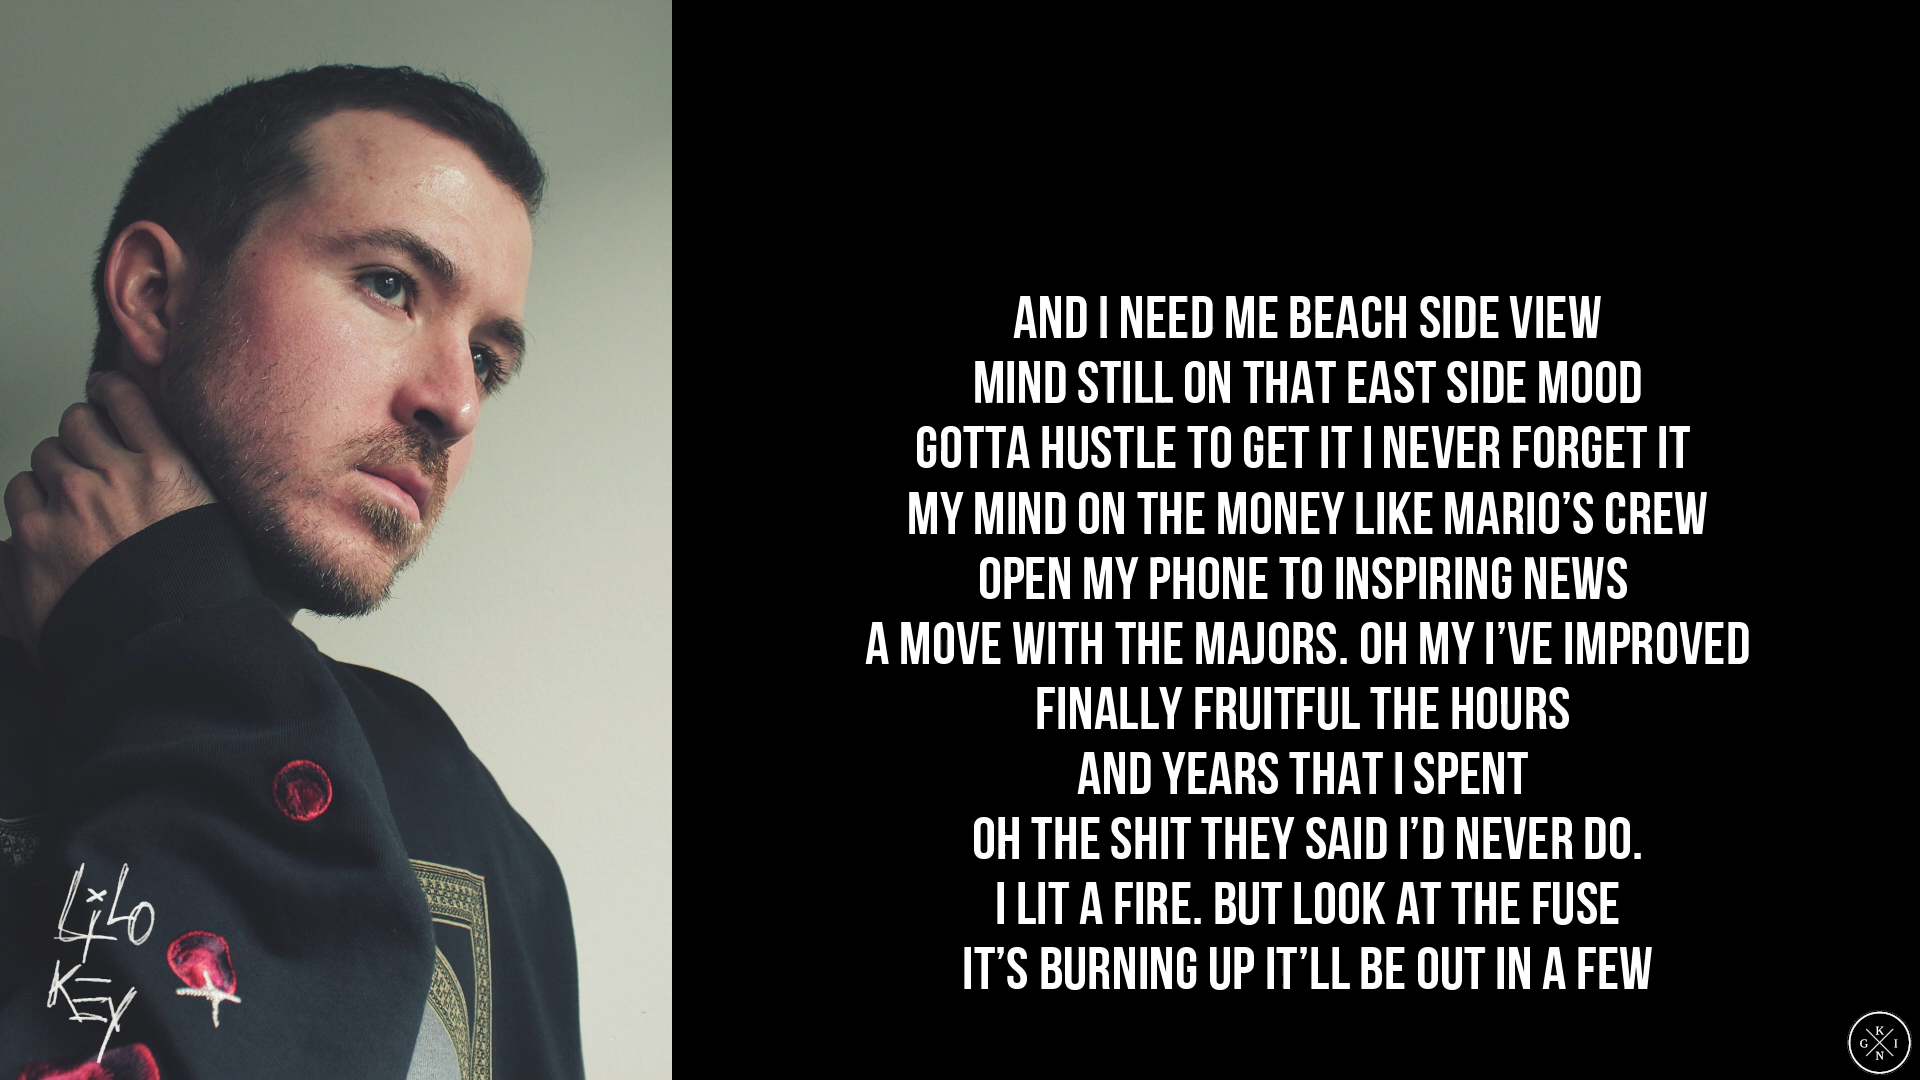 AND I NEED ME BEACH SIDE VIEW
MIND STILL ON THAT EAST SIDE MOOD
GOTTA HUSTLE TO GET IT I NEVER FORGET IT
MY MIND ON THE MONEY LIKE MARIO’S CREW
OPEN MY PHONE TO INSPIRING NEWS
A MOVE WITH THE MAJORS. OH MY I’VE IMPROVED
FINALLY FRUITFUL THE HOURS
AND YEARS THAT I SPENT
OH THE SHIT THEY SAID I’D NEVER DO.
I LIT A FIRE. BUT LOOK AT THE FUSE
IT’S BURNING UP IT’LL BE OUT IN A FEW
LiLo
KEY
K
G I
N